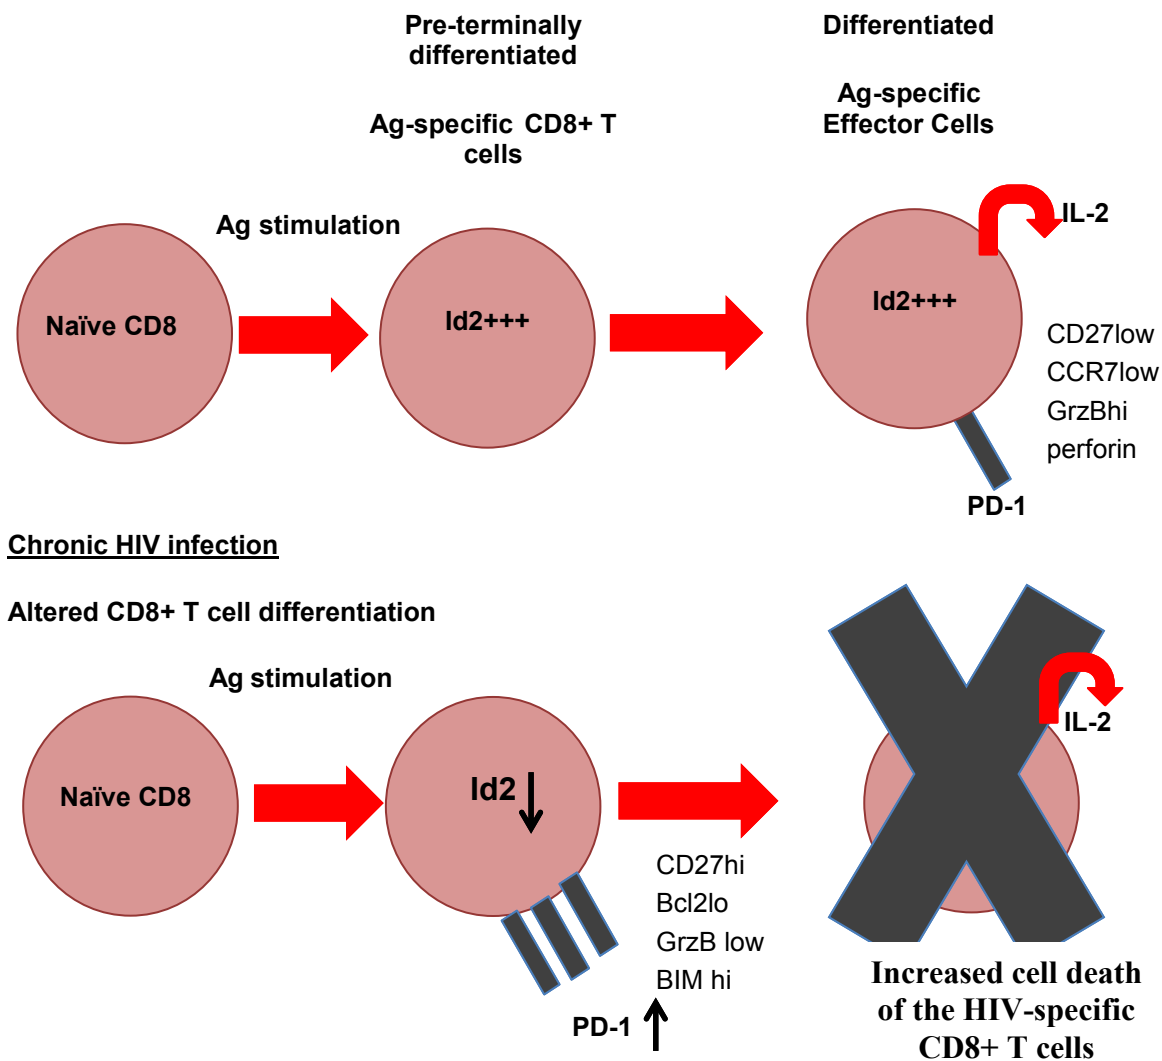 Pre-terminally
differentiated
Ag-specific CD8+ T
cells
Differentiated
Ag-specific
Effector Cells
Ag stimulation
Naïve CD8
Id2+++
Id2+++
IL-2
CD27low
CCR7low
GrzBhi
perforin
PD-1
Chronic HIV infection
Altered CD8+ T cell differentiation
Ag stimulation
Naïve CD8
Id2
IL-2
CD27hi
Bcl2lo
GrzB low
BIM hi
PD-1
Increased cell death
of the HIV-specific
CD8+ T cells